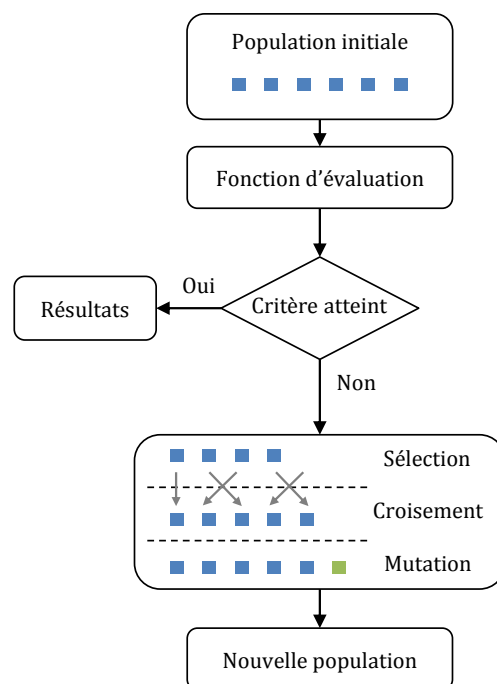 Population initiale
Fonction d'évaluation
Oui
Résultats
Critère atteint
Non
Sélection
Croisement
Mutation
Nouvelle population